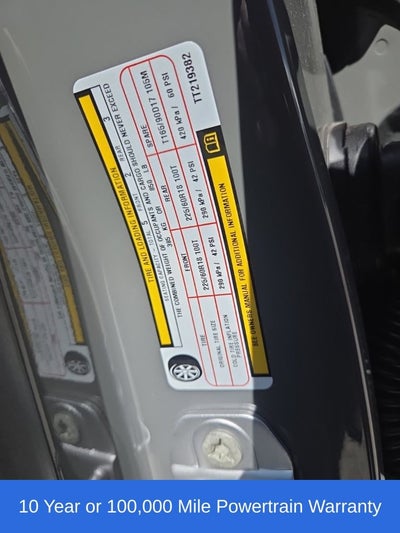 TIRE AND LOADING INFORMATION
SEATING CAPACITY TOTAL 5 FRONT 2 REAR 3
THE COMBINED WEIGHT OF OCCUPANTS AND CARGO SHOULD NEVER EXCEED 385 KG OR 850 LB
TIRE FRONT REAR SPARE
ORIGINAL TIRE SIZE 225/60R18 100T 225/60R18 100T T165/90D17 105M
COLD TIRE INFLATION PRESSURE 290 kPa / 42 PSI 290 kPa / 42 PSI 420 kPa / 60 PSI
SEE OWNERS MANUAL FOR ADDITIONAL INFORMATION
TT219382
10 Year or 100,000 Mile Powertrain Warranty